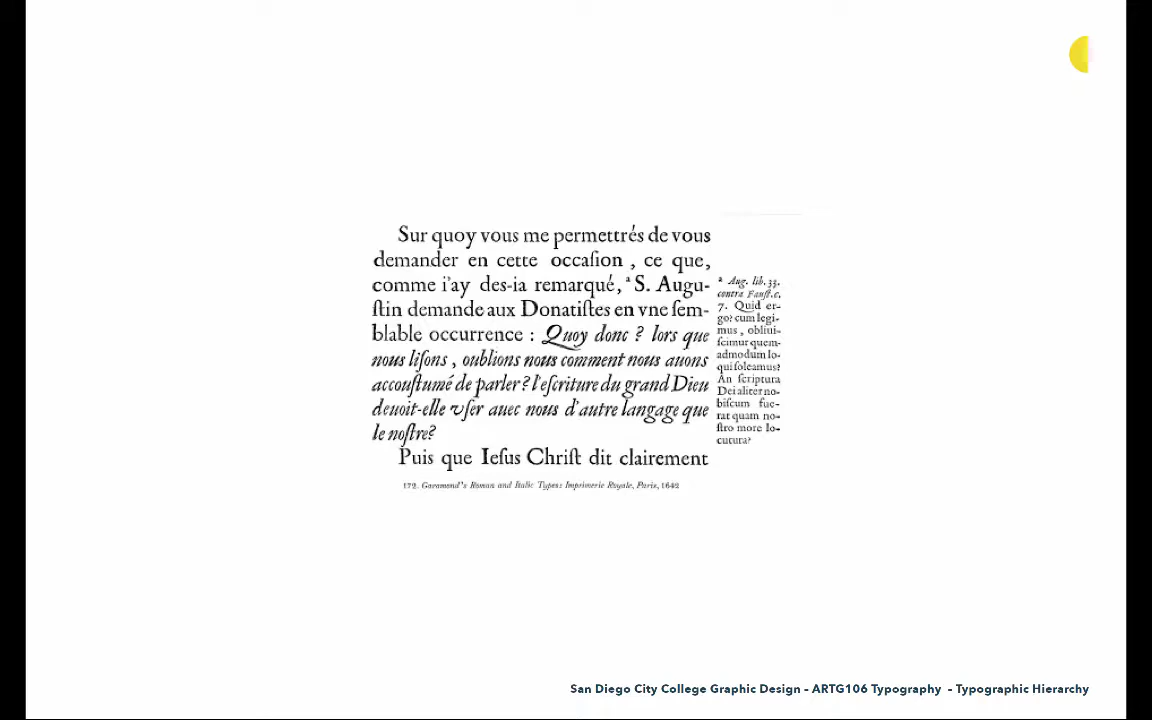 Sur quoy vous me permettrés de vous
demander en cette occaſion , ce que,
comme i'ay des-ia remarqué, ᵃ S. Augu-
ſtin demande aux Donatiſtes en vne ſem-
blable occurrence : Quoy donc ? lors que
nous liſons , oublions nous comment nous auons
accouſtumé de parler? l'eſcriture du grand Dieu
deuoit-elle vſer auec nous d'autre langage que
le noſtre?
Puis que Ieſus Chriſt dit clairement
ᵃ Aug. lib. 33.
contra Fauſt. c.
7. Quid er-
go? cum legi-
mus , obliui-
ſcimur quem-
admodum lo-
qui ſoleamus?
An ſcriptura
Dei aliter no-
biſcum fue-
rat quam no-
ſtro more lo-
cutura?
172. Garamond's Roman and Italic Types: Imprimerie Royale, Paris, 1642
San Diego City College Graphic Design - ARTG106 Typography - Typographic Hierarchy